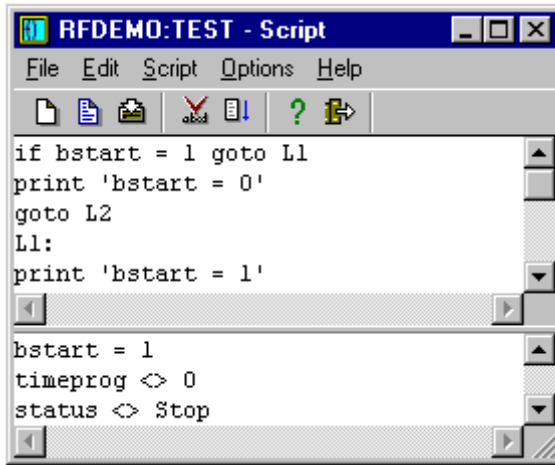 RFDEMO:TEST - Script
File Edit Script Options Help
abcd
?
if bstart = 1 goto L1
print 'bstart = 0'
goto L2
L1:
print 'bstart = 1'
bstart = 1
timeprog <> 0
status <> Stop